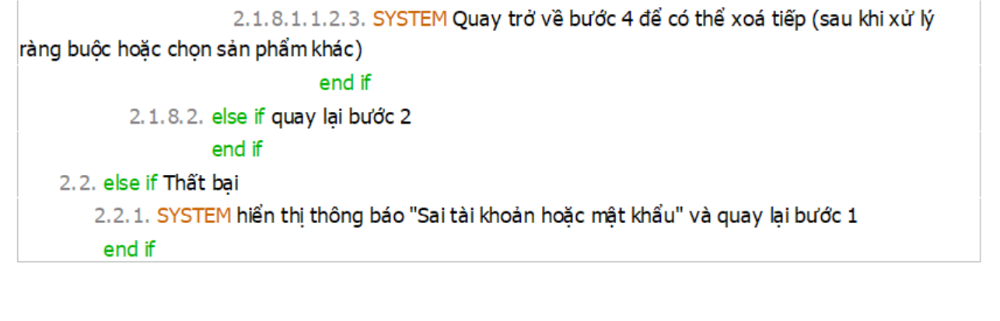 2.1.8.1.1.2.3. SYSTEM Quay trở về bước 4 để có thể xoá tiếp (sau khi xử lý
ràng buộc hoặc chọn sản phẩm khác)
end if
2.1.8.2. else if quay lại bước 2
end if
2.2. else if Thất bại
2.2.1. SYSTEM hiển thị thông báo "Sai tài khoản hoặc mật khẩu" và quay lại bước 1
end if